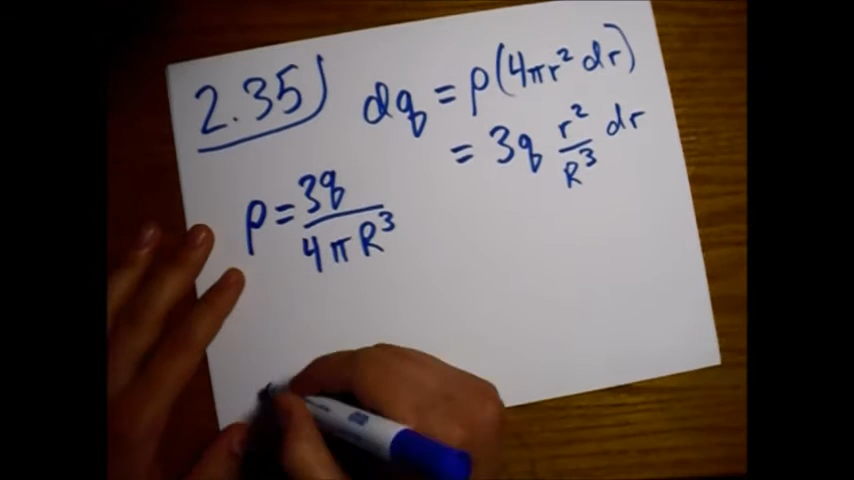 2.35)
dq = ρ(4πr² dr)
= 3q r²/R³ dr
ρ = 3q/4πR³